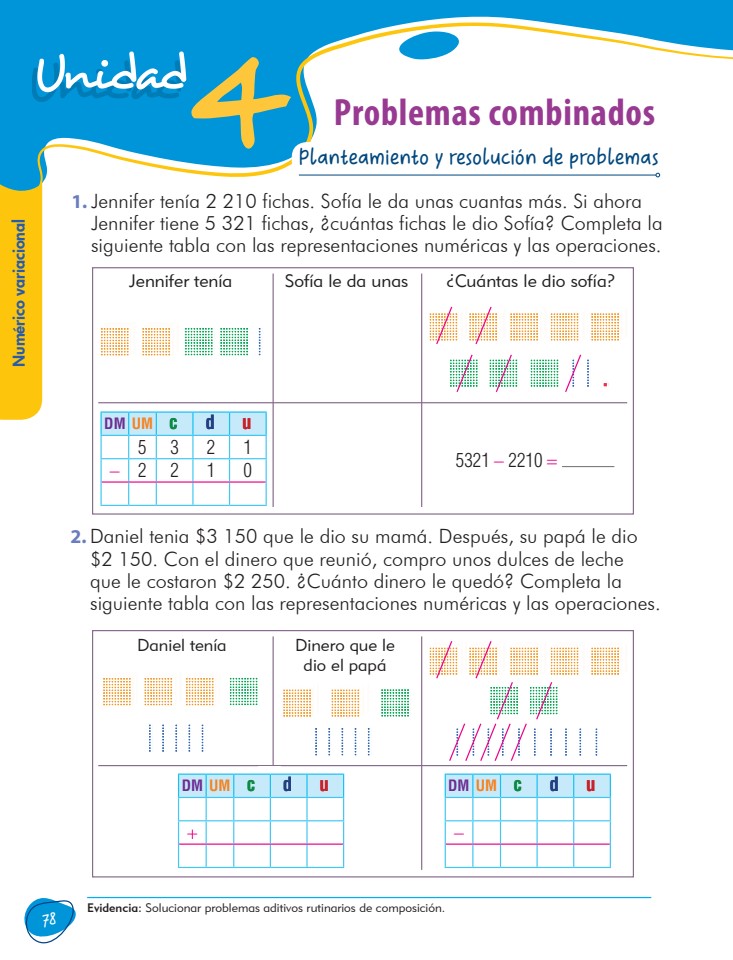 Unidad 4
Problemas combinados
Planteamiento y resolución de problemas
Numérico variacional
1. Jennifer tenía 2 210 fichas. Sofía le da unas cuantas más. Si ahora
Jennifer tiene 5 321 fichas, ¿cuántas fichas le dio Sofía? Completa la
siguiente tabla con las representaciones numéricas y las operaciones.
Jennifer tenía
Sofía le da unas
¿Cuántas le dio sofía?
DM UM c d u
5 3 2 1
– 2 2 1 0
5321 – 2210 = ______
2. Daniel tenia $3 150 que le dio su mamá. Después, su papá le dio
$2 150. Con el dinero que reunió, compro unos dulces de leche
que le costaron $2 250. ¿Cuánto dinero le quedó? Completa la
siguiente tabla con las representaciones numéricas y las operaciones.
Daniel tenía
Dinero que le
dio el papá
DM UM c d u
+
DM UM c d u
–
Evidencia: Solucionar problemas aditivos rutinarios de composición.
78